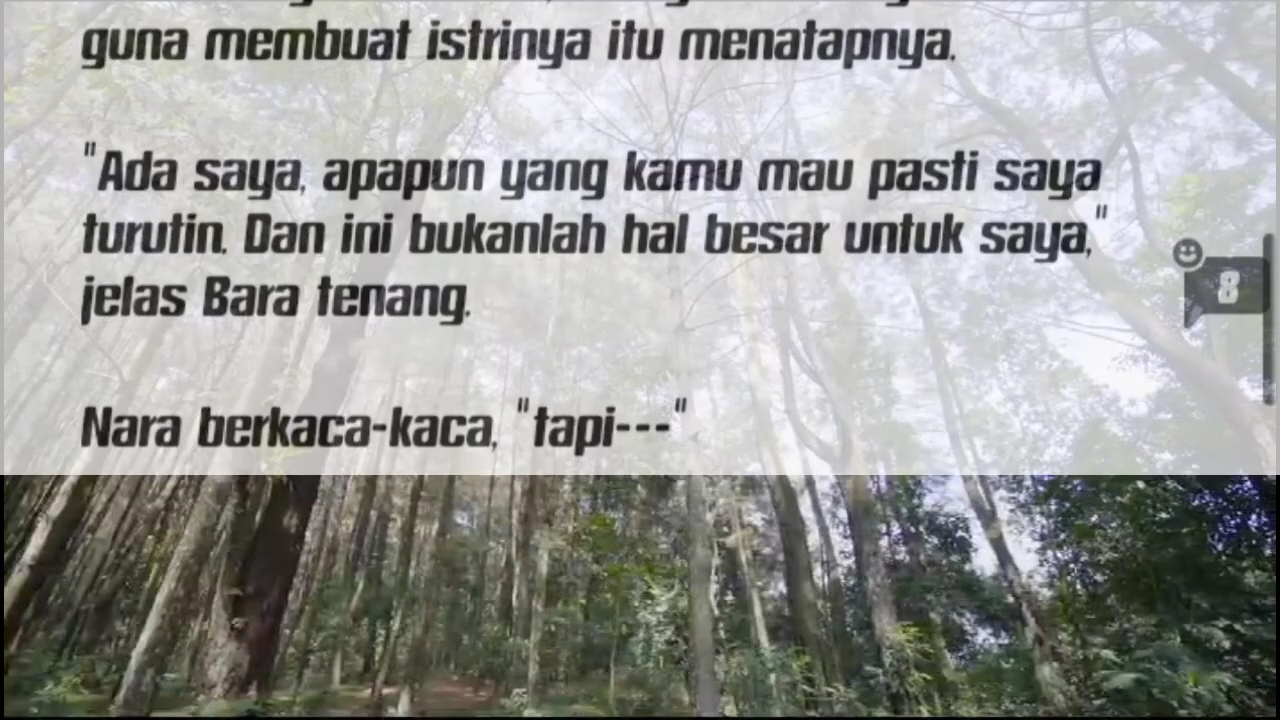 guna membuat istrinya itu menatapnya.
"Ada saya, apapun yang kamu mau pasti saya
turutin. Dan ini bukanlah hal besar untuk saya,"
jelas Bara tenang.
8
Nara berkaca-kaca, "tapi---"